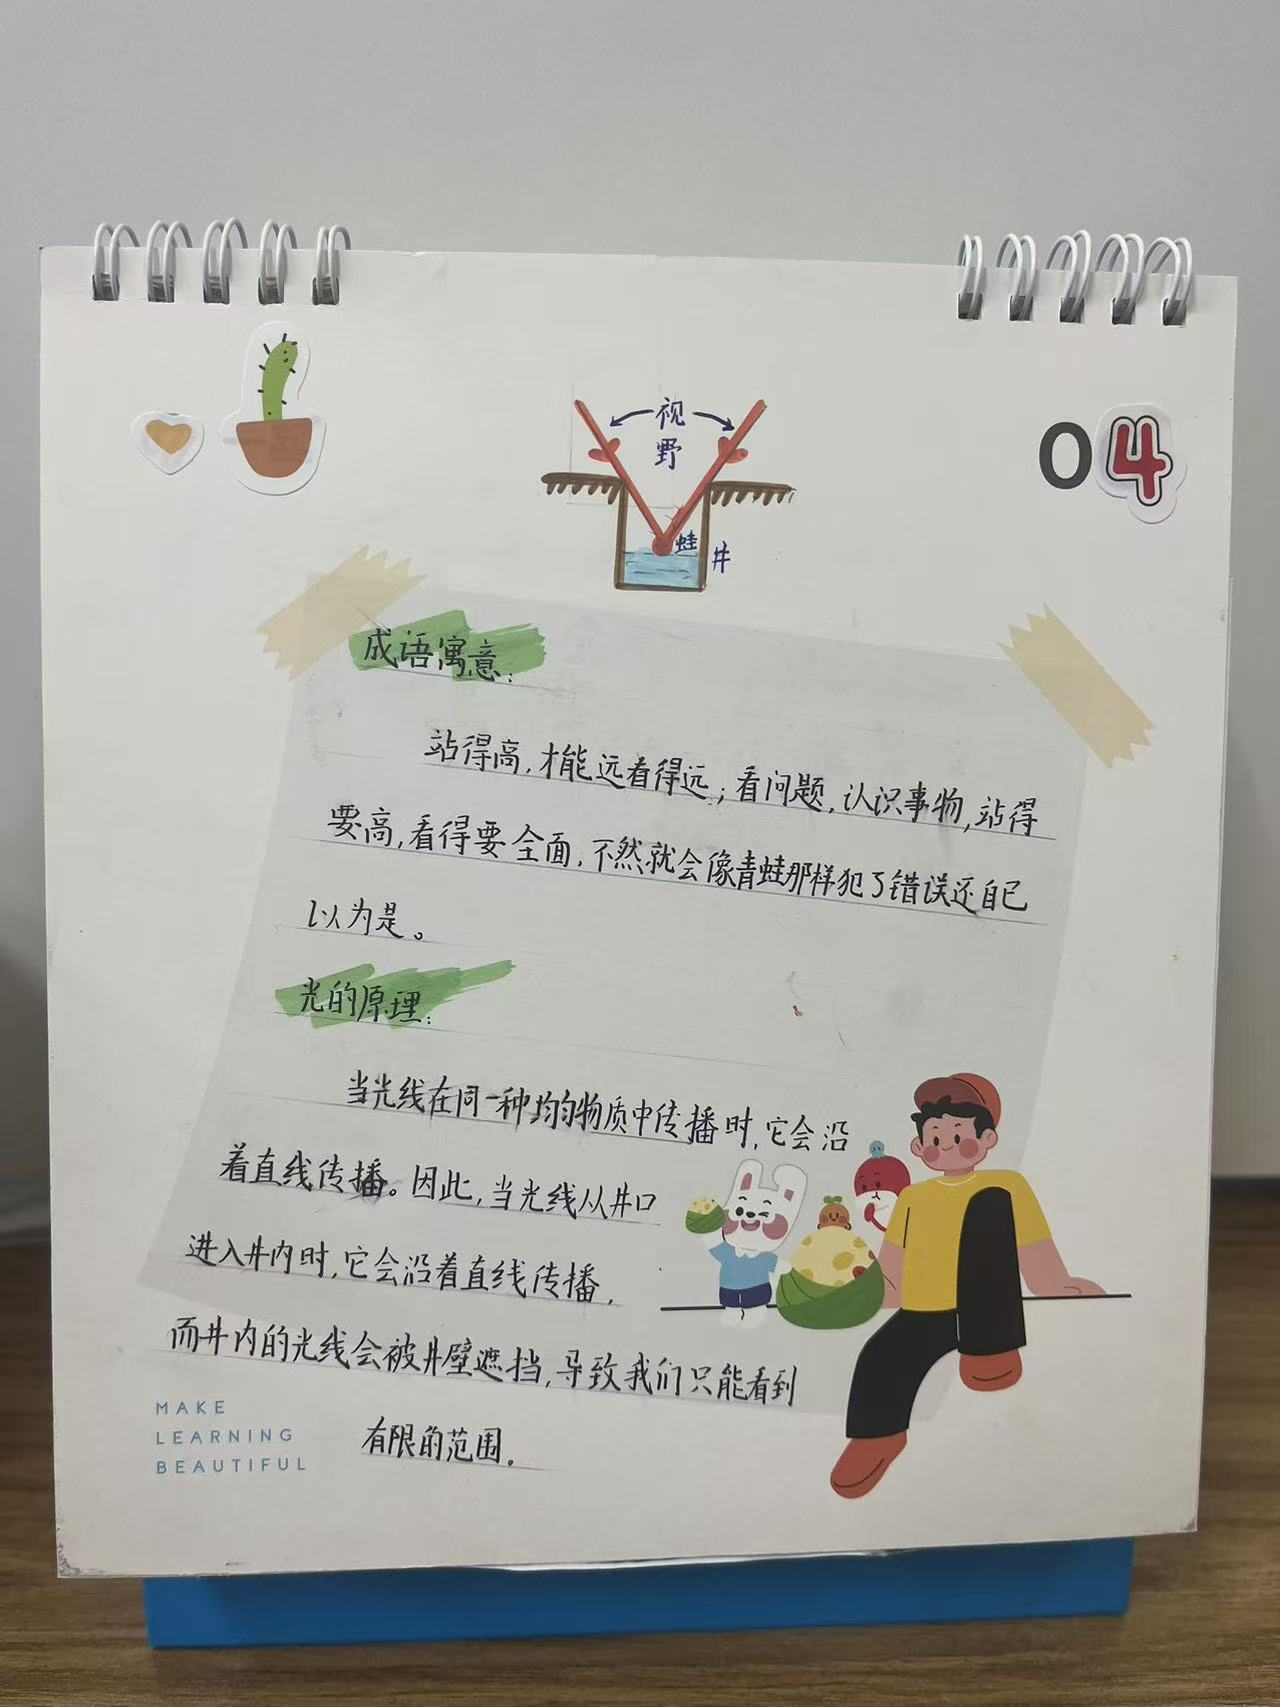 04
视
野
蛙
井
成语寓意:
站得高,才能远看得远;看问题,认识事物,站得
要高,看得要全面,不然就会像青蛙那样犯了错误还自已
以为是。
光的原理:
当光线在同一种均匀物质中传播时,它会沿
着直线传播。因此,当光线从井口
进入井内时,它会沿着直线传播,
而井内的光线会被井壁遮挡,导致我们只能看到
有限的范围。
MAKE
LEARNING
BEAUTIFUL